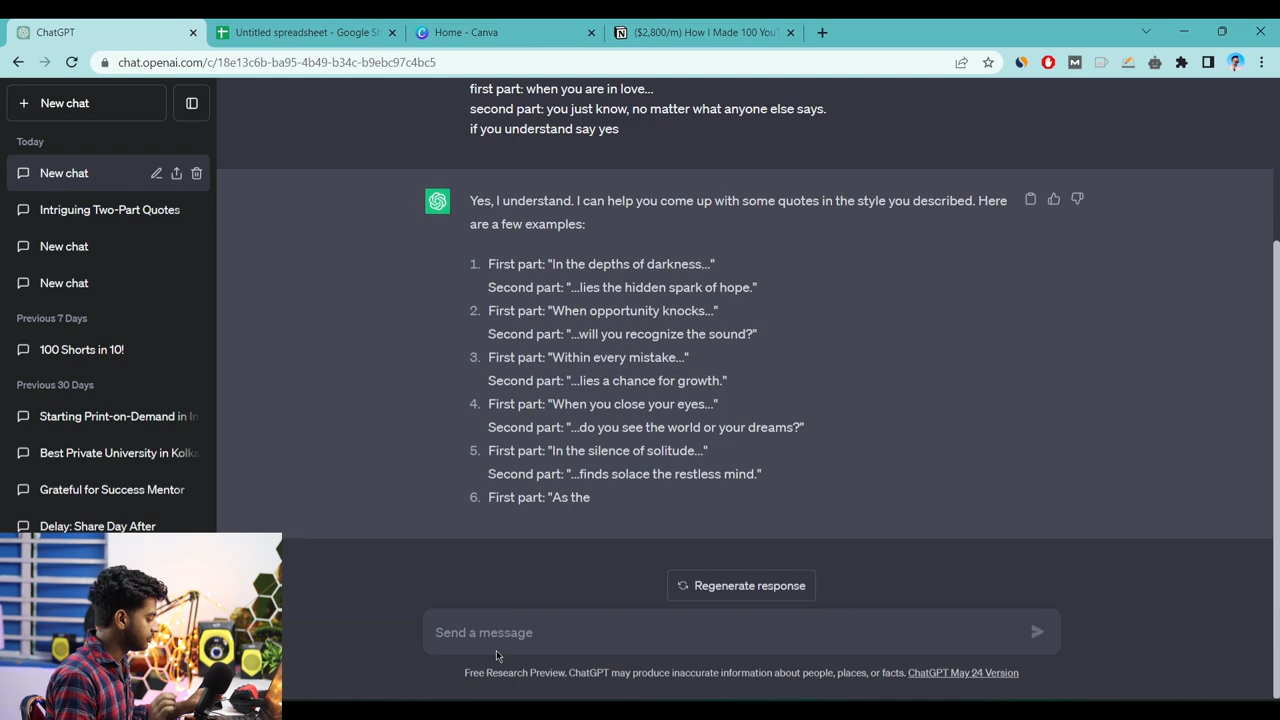 ChatGPT
Untitled spreadsheet - Google Sh
Home - Canva
($2,800/m) How I Made 100 YouT
chat.openai.com/c/18e13c6b-ba95-4b49-b34c-b9ebc97c4bc5
New chat
Today
New chat
Intriguing Two-Part Quotes
New chat
New chat
Previous 7 Days
100 Shorts in 10!
Previous 30 Days
Starting Print-on-Demand in In
Best Private University in Kolka
Grateful for Success Mentor
Delay: Share Day After
first part: when you are in love...
second part: you just know, no matter what anyone else says.
if you understand say yes
Yes, I understand. I can help you come up with some quotes in the style you described. Here
are a few examples:
1. First part: "In the depths of darkness..."
Second part: "...lies the hidden spark of hope."
2. First part: "When opportunity knocks..."
Second part: "...will you recognize the sound?"
3. First part: "Within every mistake..."
Second part: "...lies a chance for growth."
4. First part: "When you close your eyes..."
Second part: "...do you see the world or your dreams?"
5. First part: "In the silence of solitude..."
Second part: "...finds solace the restless mind."
6. First part: "As the
Regenerate response
Send a message
Free Research Preview. ChatGPT may produce inaccurate information about people, places, or facts. ChatGPT May 24 Version